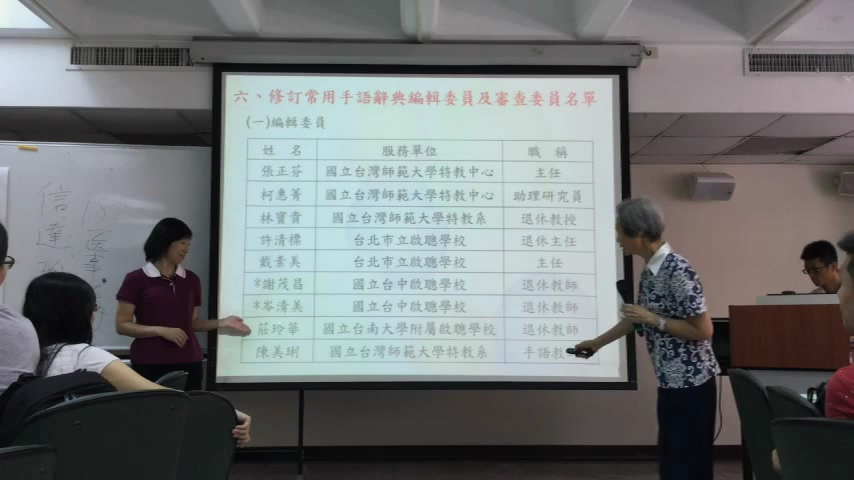 六、修訂常用手語辭典編輯委員及審查委員名單
(一)編輯委員
姓 名 服務單位 職 稱
張正芬 國立台灣師範大學特教中心 主任
柯惠菁 國立台灣師範大學特教中心 助理研究員
林寶貴 國立台灣師範大學特教系 退休教授
許清標 台北市立啟聰學校 退休主任
戴素美 台北市立啟聰學校 主任
*謝茂昌 國立台中啟聰學校 退休教師
*岑清美 國立台中啟聰學校 退休教師
莊玲華 國立台南大學附屬啟聰學校 退休教師
陳美琍 國立台灣師範大學特教系 手語教
信達